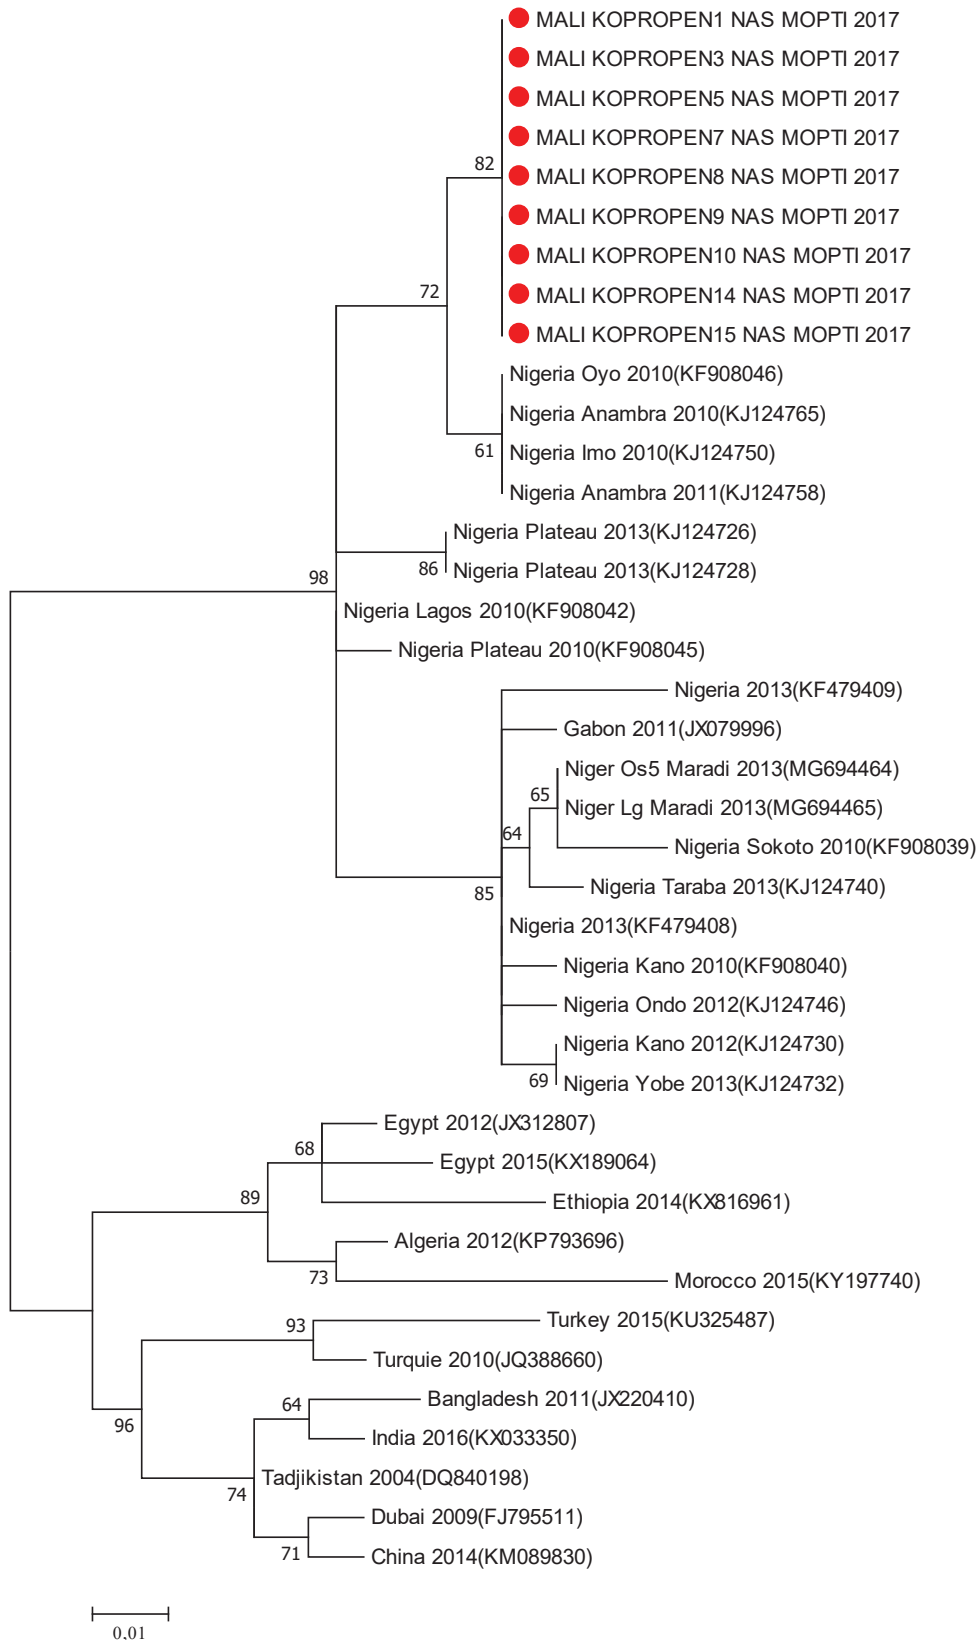 MALI KOPROPEN1 NAS MOPTI 2017
MALI KOPROPEN3 NAS MOPTI 2017
MALI KOPROPEN5 NAS MOPTI 2017
MALI KOPROPEN7 NAS MOPTI 2017
82
MALI KOPROPEN8 NAS MOPTI 2017
MALI KOPROPEN9 NAS MOPTI 2017
MALI KOPROPEN10 NAS MOPTI 2017
72
MALI KOPROPEN14 NAS MOPTI 2017
MALI KOPROPEN15 NAS MOPTI 2017
Nigeria Oyo 2010(KF908046)
Nigeria Anambra 2010(KJ124765)
61
Nigeria Imo 2010(KJ124750)
Nigeria Anambra 2011(KJ124758)
Nigeria Plateau 2013(KJ124726)
86
Nigeria Plateau 2013(KJ124728)
98
Nigeria Lagos 2010(KF908042)
Nigeria Plateau 2010(KF908045)
Nigeria 2013(KF479409)
Gabon 2011(JX079996)
Niger Os5 Maradi 2013(MG694464)
65
Niger Lg Maradi 2013(MG694465)
64
Nigeria Sokoto 2010(KF908039)
Nigeria Taraba 2013(KJ124740)
85
Nigeria 2013(KF479408)
Nigeria Kano 2010(KF908040)
Nigeria Ondo 2012(KJ124746)
Nigeria Kano 2012(KJ124730)
69
Nigeria Yobe 2013(KJ124732)
Egypt 2012(JX312807)
68
Egypt 2015(KX189064)
89
Ethiopia 2014(KX816961)
Algeria 2012(KP793696)
73
Morocco 2015(KY197740)
Turkey 2015(KU325487)
93
Turquie 2010(JQ388660)
Bangladesh 2011(JX220410)
64
96
India 2016(KX033350)
Tadjikistan 2004(DQ840198)
74
Dubai 2009(FJ795511)
71
China 2014(KM089830)
0,01